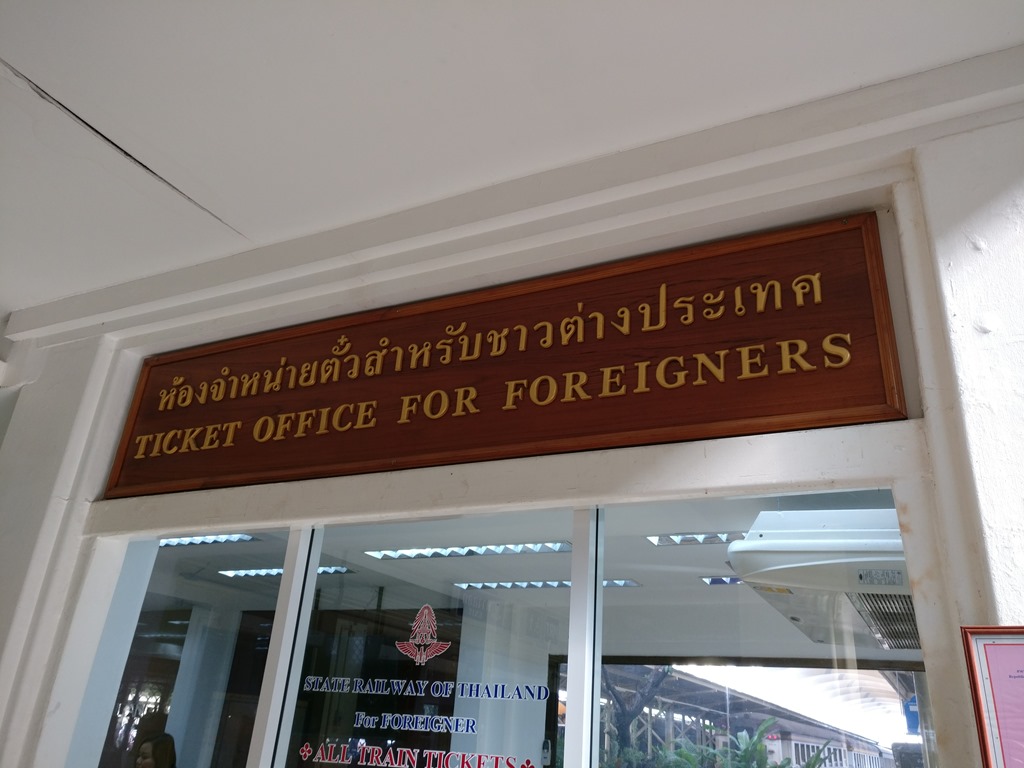 ห้องจำหน่ายตั๋วสำหรับชาวต่างประเทศ
TICKET OFFICE FOR FOREIGNERS
STATE RAILWAY OF THAILAND
For FOREIGNER
ALL TRAIN TICKETS